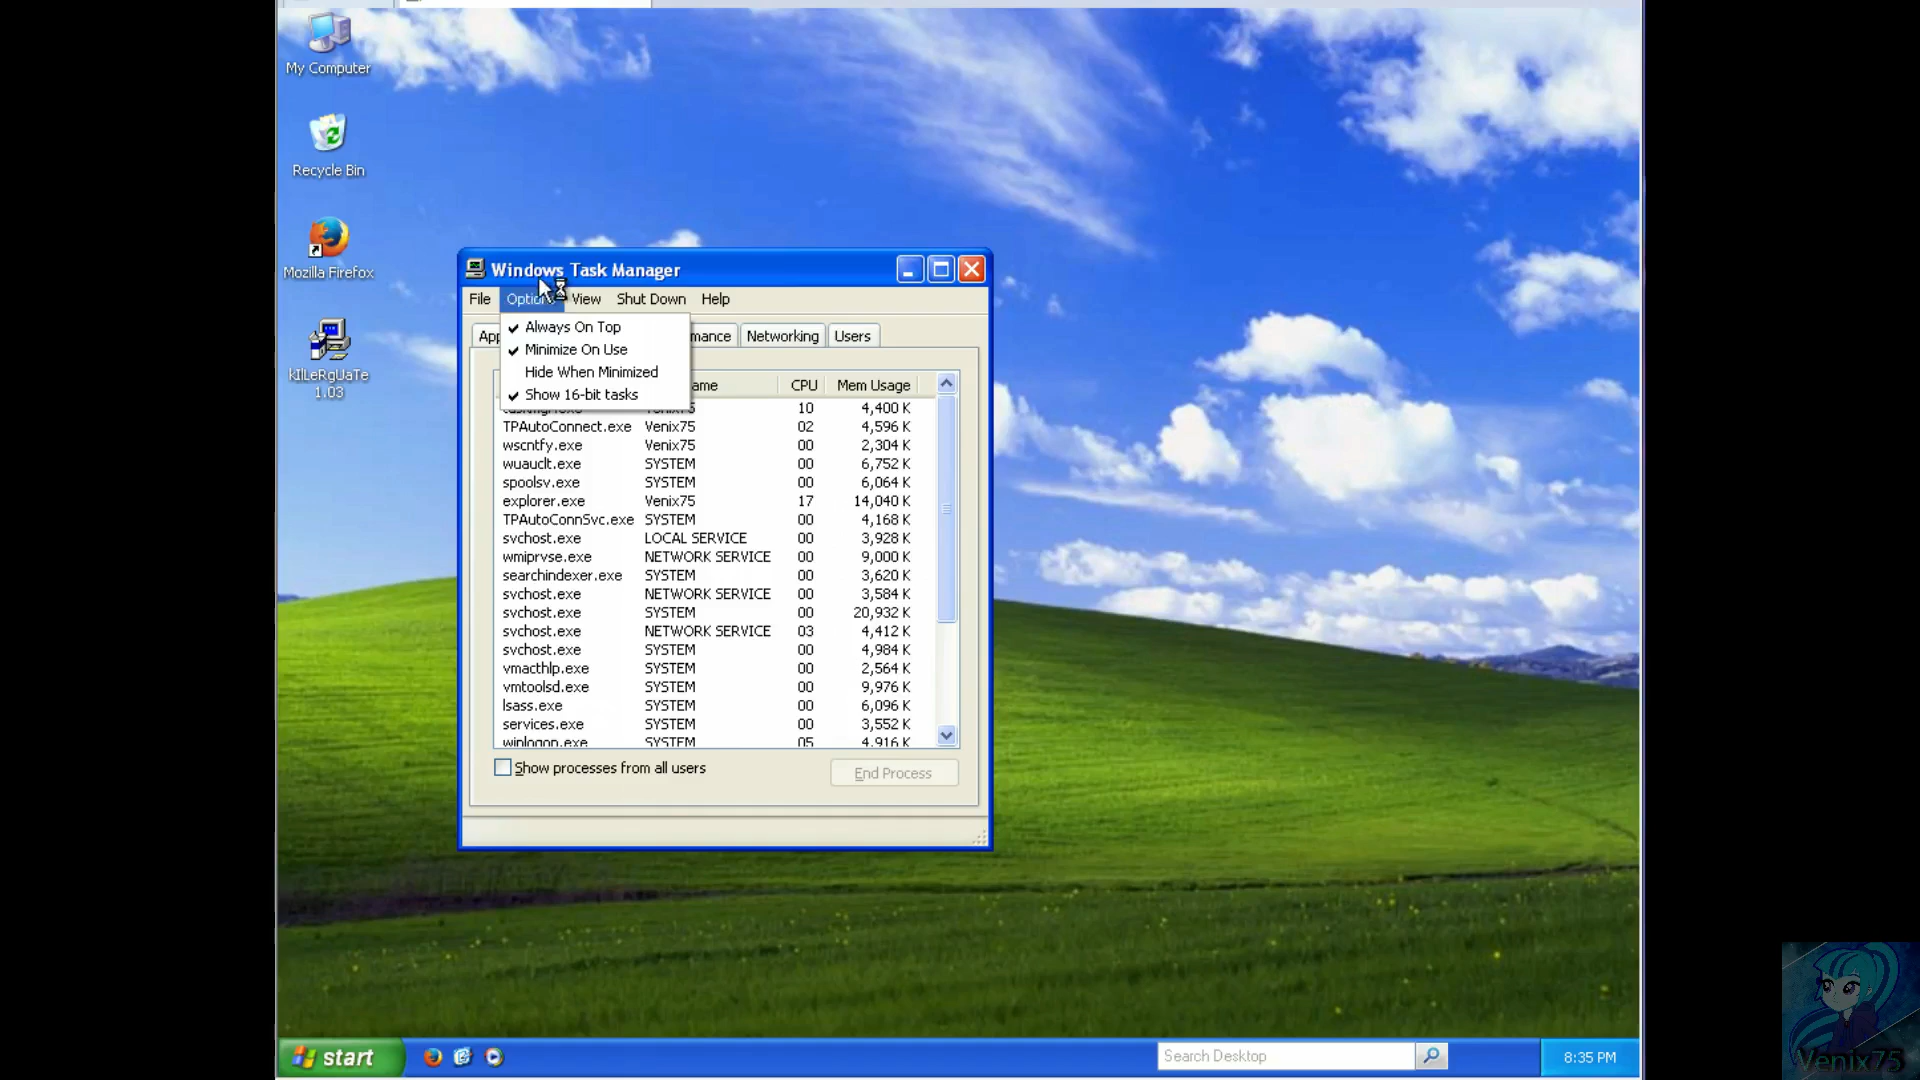 My Computer
Recycle Bin
Mozilla Firefox
kIlLeRgUaTe
1.03
Windows Task Manager
File Options View Shut Down Help
Always On Top
Minimize On Use
Hide When Minimized
Show 16-bit tasks
App mance Networking Users
ame CPU Mem Usage
taskmgr.exe Venix75 10 4,400 K
TPAutoConnect.exe Venix75 02 4,596 K
wscntfy.exe Venix75 00 2,304 K
wuauclt.exe SYSTEM 00 6,752 K
spoolsv.exe SYSTEM 00 6,064 K
explorer.exe Venix75 17 14,040 K
TPAutoConnSvc.exe SYSTEM 00 4,168 K
svchost.exe LOCAL SERVICE 00 3,928 K
wmiprvse.exe NETWORK SERVICE 00 9,000 K
searchindexer.exe SYSTEM 00 3,620 K
svchost.exe NETWORK SERVICE 00 3,584 K
svchost.exe SYSTEM 00 20,932 K
svchost.exe NETWORK SERVICE 03 4,412 K
svchost.exe SYSTEM 00 4,984 K
vmacthlp.exe SYSTEM 00 2,564 K
vmtoolsd.exe SYSTEM 00 9,976 K
lsass.exe SYSTEM 00 6,096 K
services.exe SYSTEM 00 3,552 K
winlogon.exe SYSTEM 05 4,916 K
Show processes from all users End Process
start Search Desktop 8:35 PM
Venix75